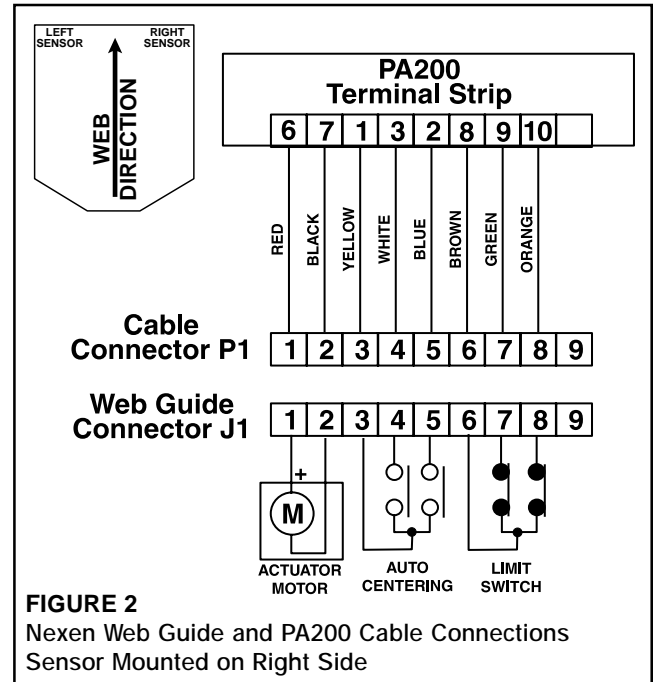 LEFT SENSOR
RIGHT SENSOR
WEB DIRECTION
PA200
Terminal Strip
6 7 1 3 2 8 9 10
RED
BLACK
YELLOW
WHITE
BLUE
BROWN
GREEN
ORANGE
Cable
Connector P1
1 2 3 4 5 6 7 8 9
Web Guide
Connector J1
1 2 3 4 5 6 7 8 9
+
M
ACTUATOR
MOTOR
AUTO
CENTERING
LIMIT
SWITCH
FIGURE 2
Nexen Web Guide and PA200 Cable Connections
Sensor Mounted on Right Side